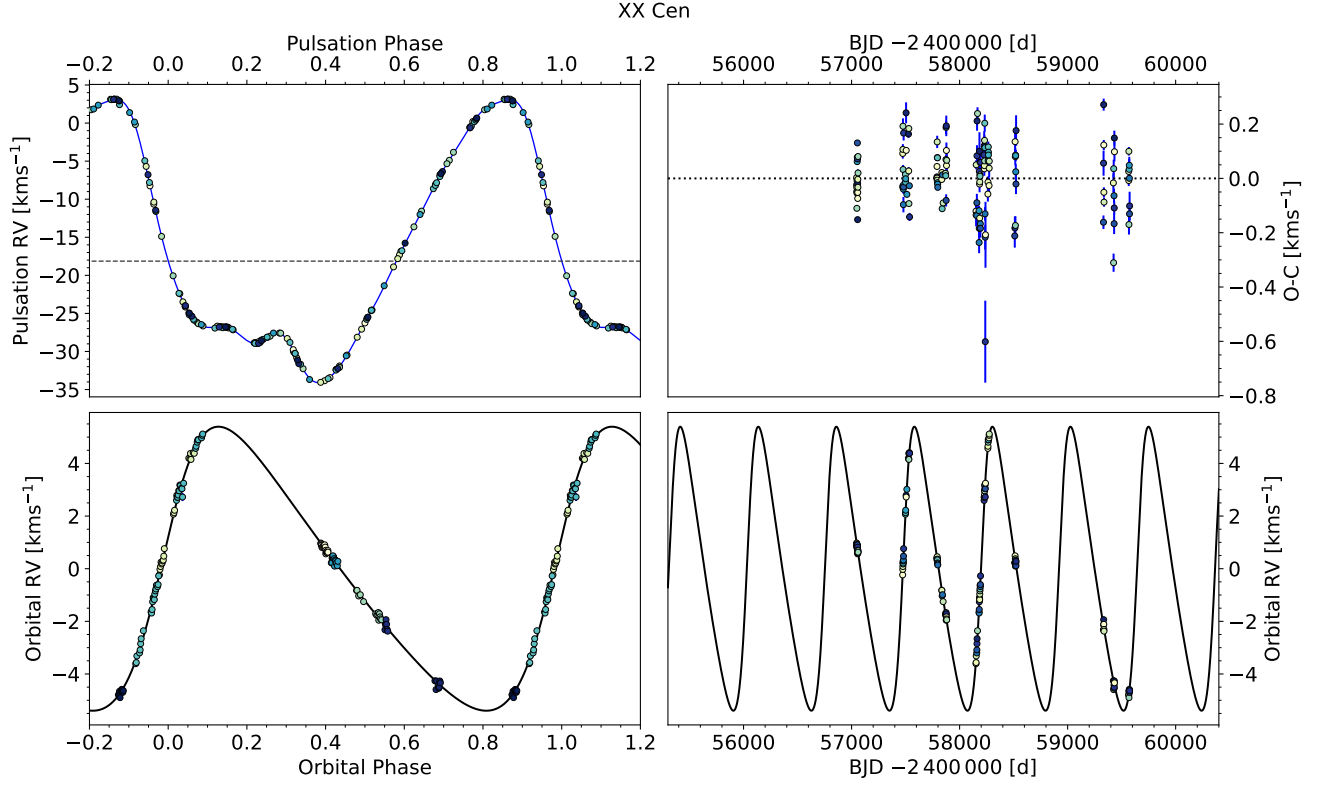 XX Cen
Pulsation Phase
BJD −2 400 000 [d]
−0.2 0.0 0.2 0.4 0.6 0.8 1.0 1.2
56000 57000 58000 59000 60000
Pulsation RV [kms⁻¹]
5
0
−5
−10
−15
−20
−25
−30
−35
0.2
0.0
−0.2
−0.4
−0.6
−0.8
O-C [kms⁻¹]
Orbital RV [kms⁻¹]
4
2
0
−2
−4
4
2
0
−2
−4
Orbital RV [kms⁻¹]
−0.2 0.0 0.2 0.4 0.6 0.8 1.0 1.2
56000 57000 58000 59000 60000
Orbital Phase
BJD −2 400 000 [d]